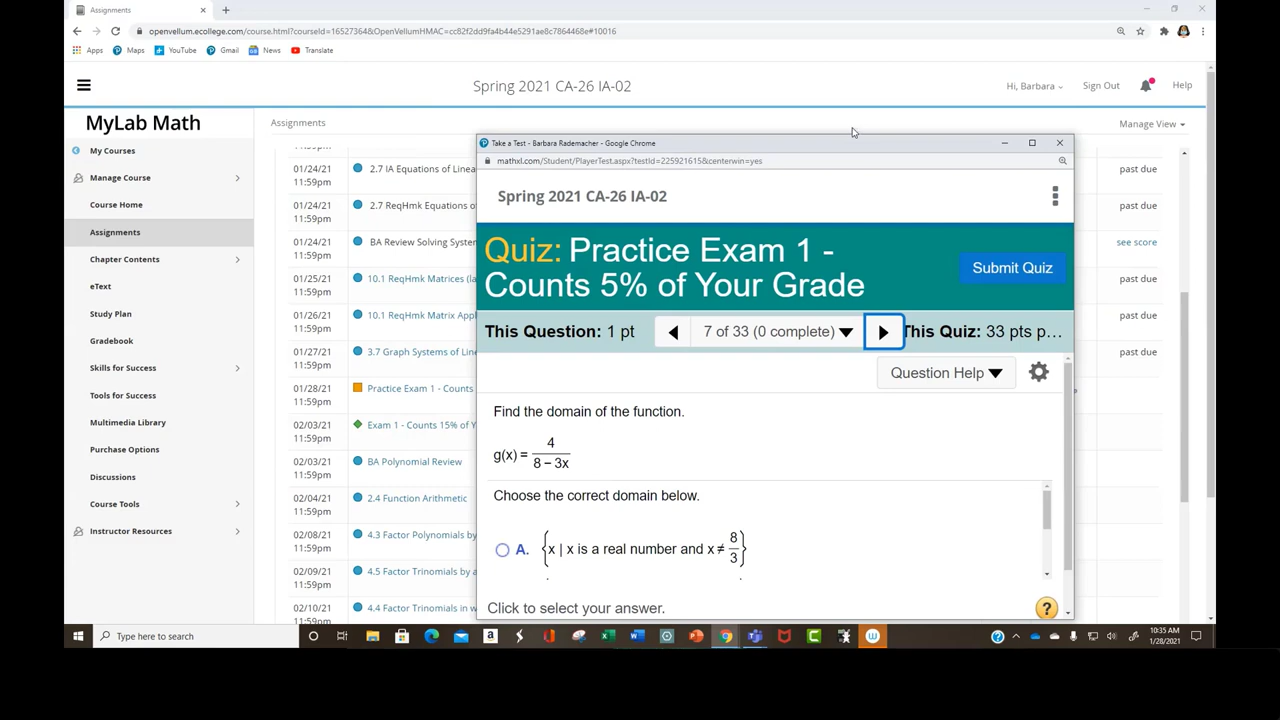 Assignments
openvellum.ecollege.com/course.html?courseId=16527364&OpenVellumHMAC=cc82f2dd9fa4b44e5291ae8c7864468e#10016
Apps
Maps
YouTube
Gmail
News
Translate
Spring 2021 CA-26 IA-02
Hi, Barbara
Sign Out
Help
MyLab Math
Assignments
Manage View
My Courses
Manage Course
Course Home
Assignments
Chapter Contents
eText
Study Plan
Gradebook
Skills for Success
Tools for Success
Multimedia Library
Purchase Options
Discussions
Course Tools
Instructor Resources
11:59pm
01/24/21
11:59pm
2.7 IA Equations of Linea
past due
01/24/21
11:59pm
2.7 ReqHmk Equations of
past due
01/24/21
11:59pm
BA Review Solving System
see score
01/25/21
11:59pm
10.1 ReqHmk Matrices (la
past due
01/26/21
11:59pm
10.1 ReqHmk Matrix Appl
past due
01/27/21
11:59pm
3.7 Graph Systems of Line
past due
01/28/21
11:59pm
Practice Exam 1 - Counts
02/03/21
11:59pm
Exam 1 - Counts 15% of Y
02/03/21
11:59pm
BA Polynomial Review
02/04/21
11:59pm
2.4 Function Arithmetic
02/08/21
11:59pm
4.3 Factor Polynomials by
02/09/21
11:59pm
4.5 Factor Trinomials by a
02/10/21
11:59pm
4.4 Factor Trinomials in w
Take a Test - Barbara Rademacher - Google Chrome
mathxl.com/Student/PlayerTest.aspx?testId=225921615&centerwin=yes
Spring 2021 CA-26 IA-02
Quiz: Practice Exam 1 -
Counts 5% of Your Grade
Submit Quiz
This Question: 1 pt
7 of 33 (0 complete)
This Quiz: 33 pts p...
Question Help
Find the domain of the function.
g(x) = 4 / (8 − 3x)
Choose the correct domain below.
A. {x | x is a real number and x ≠ 8/3}
Click to select your answer.
?
Type here to search
10:35 AM
1/28/2021